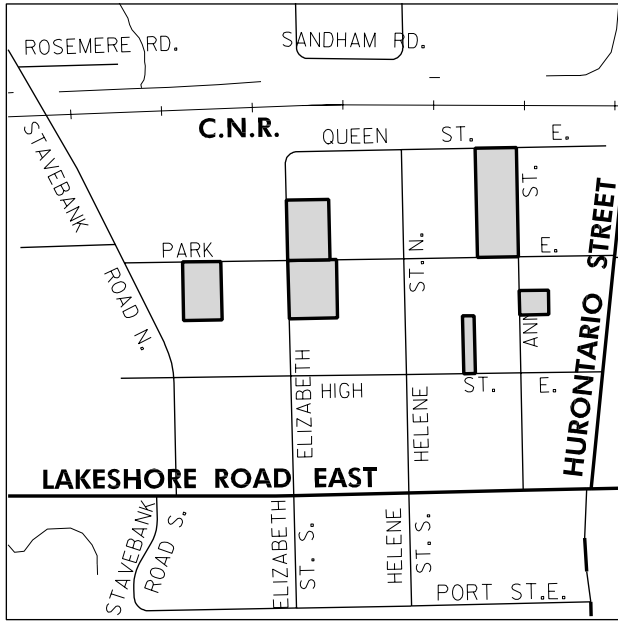 ROSEMERE RD.
SANDHAM RD.
C.N.R.
QUEEN ST. E.
STAVEBANK
ROAD N.
PARK E.
ST. N.
ST.
ANN
HURONTARIO STREET
ELIZABETH
HIGH ST. E.
HELENE
LAKESHORE ROAD EAST
STAVEBANK
ROAD S.
ELIZABETH
ST. S.
HELENE
ST. S.
PORT ST.E.